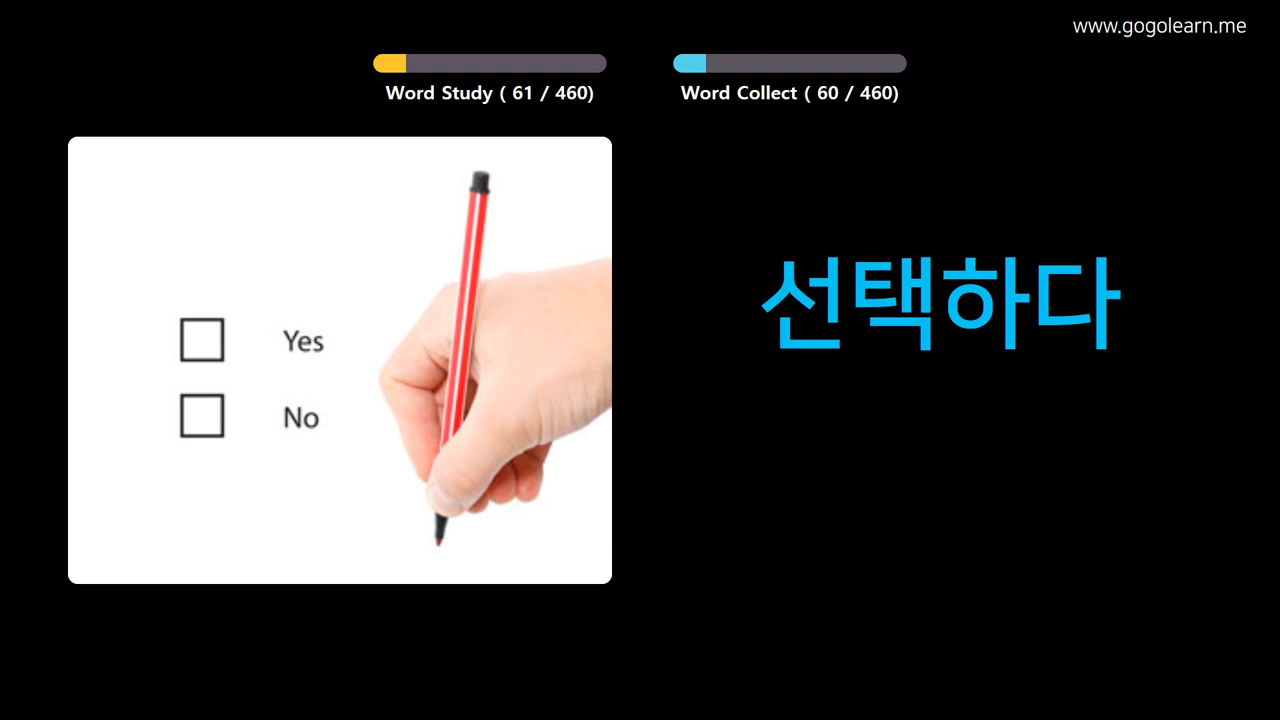 www.gogolearn.me
Word Study ( 61 / 460)
Word Collect ( 60 / 460)
Yes
No
선택하다